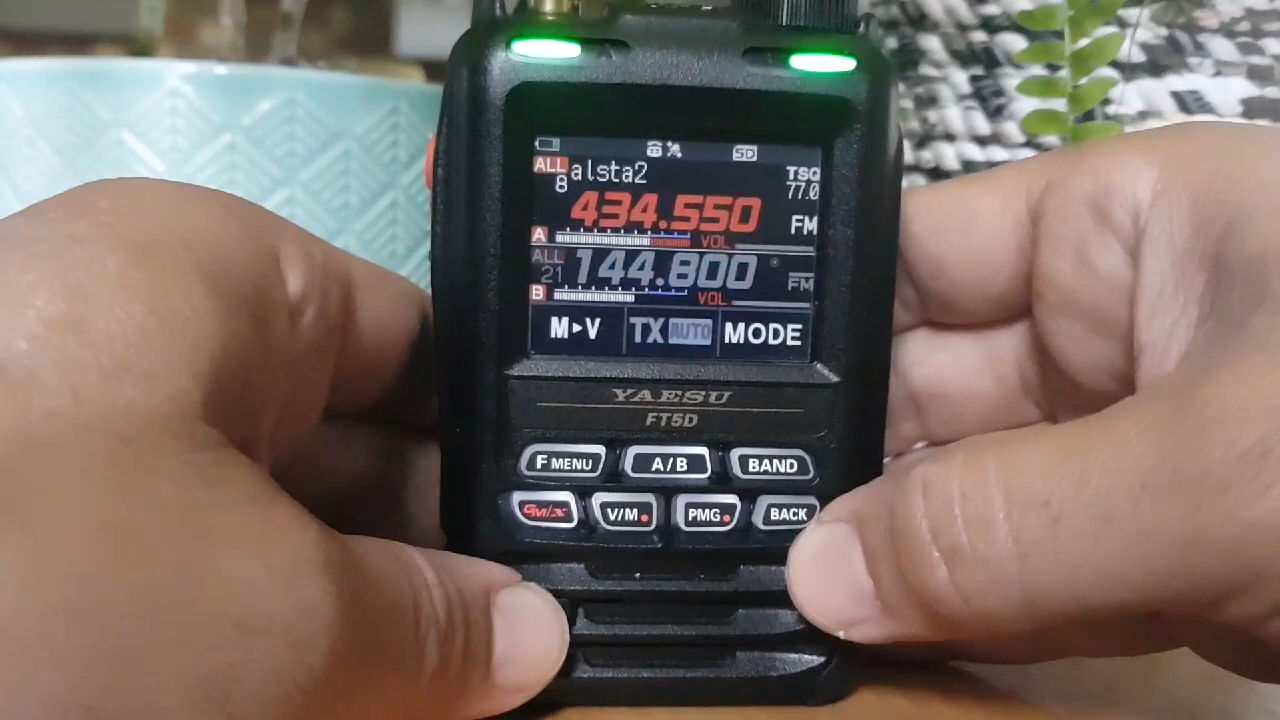 SD
ALL alsta2 TSQ
8 77.0
434.550 FM
A VOL
ALL 144.800
21 FM
B VOL
M▸V TX AUTO MODE
YAESU
FT5D
F MENU A/B BAND
GM/X V/M PMG BACK